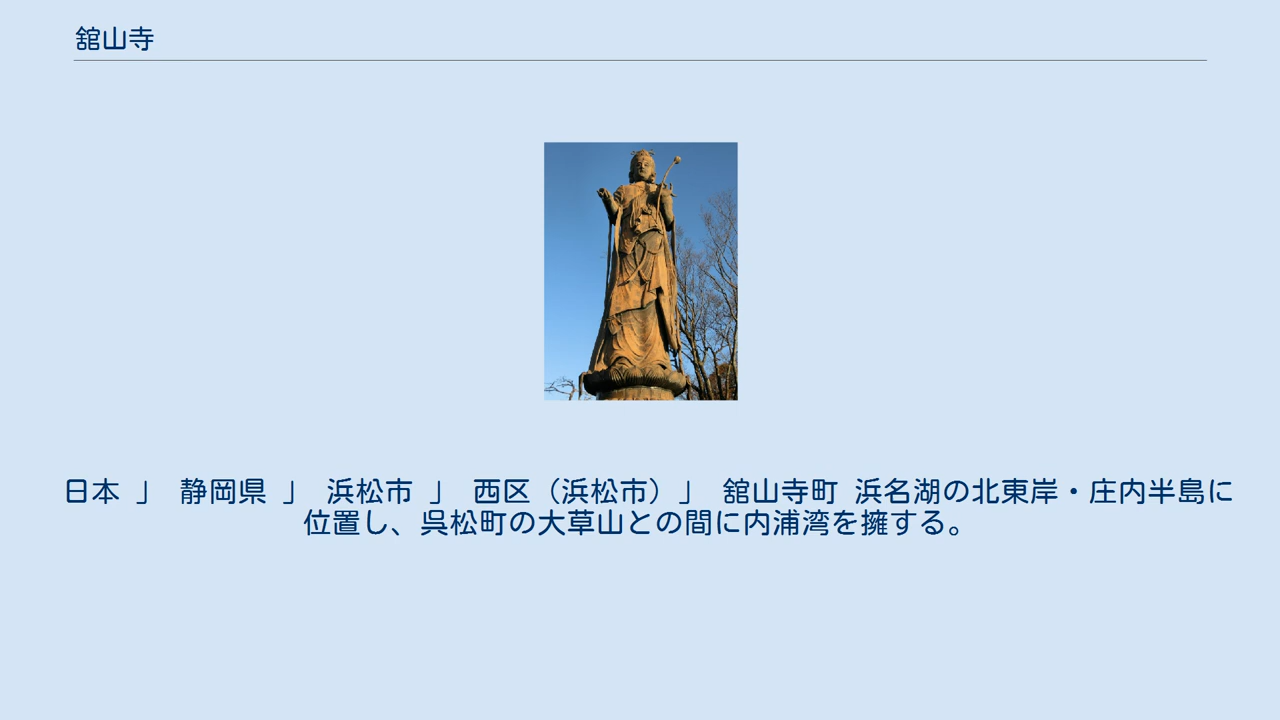 舘山寺
日本 」 静岡県 」 浜松市 」 西区（浜松市）」 舘山寺町 浜名湖の北東岸・庄内半島に
位置し、呉松町の大草山との間に内浦湾を擁する。